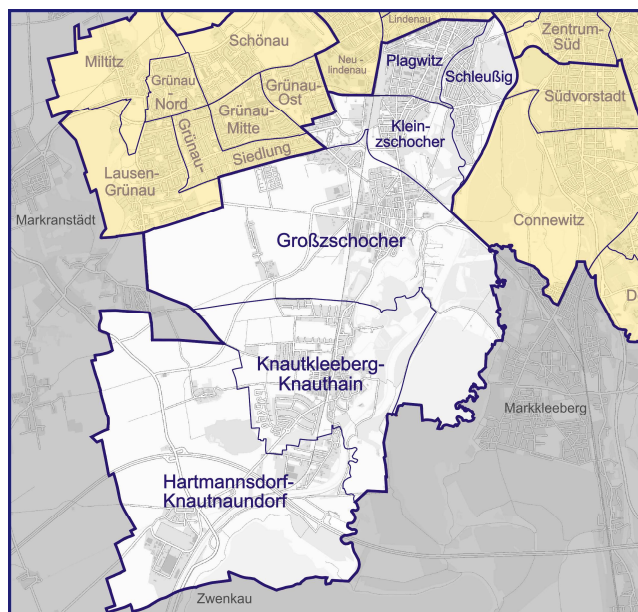 Lindenau
Zentrum-
Süd
Schönau
Miltitz
Plagwitz
Neu-
lindenau
Schleußig
Grünau
-Nord
Grünau-
Ost
Südvorstadt
Grünau-
Mitte
Klein-
zschocher
Grünau-
Siedlung
Lausen-
Grünau
Markranstädt
Connewitz
Großzschocher
D
Knautkleeberg-
Knauthain
Markkleeberg
Hartmannsdorf-
Knautnaundorf
Zwenkau